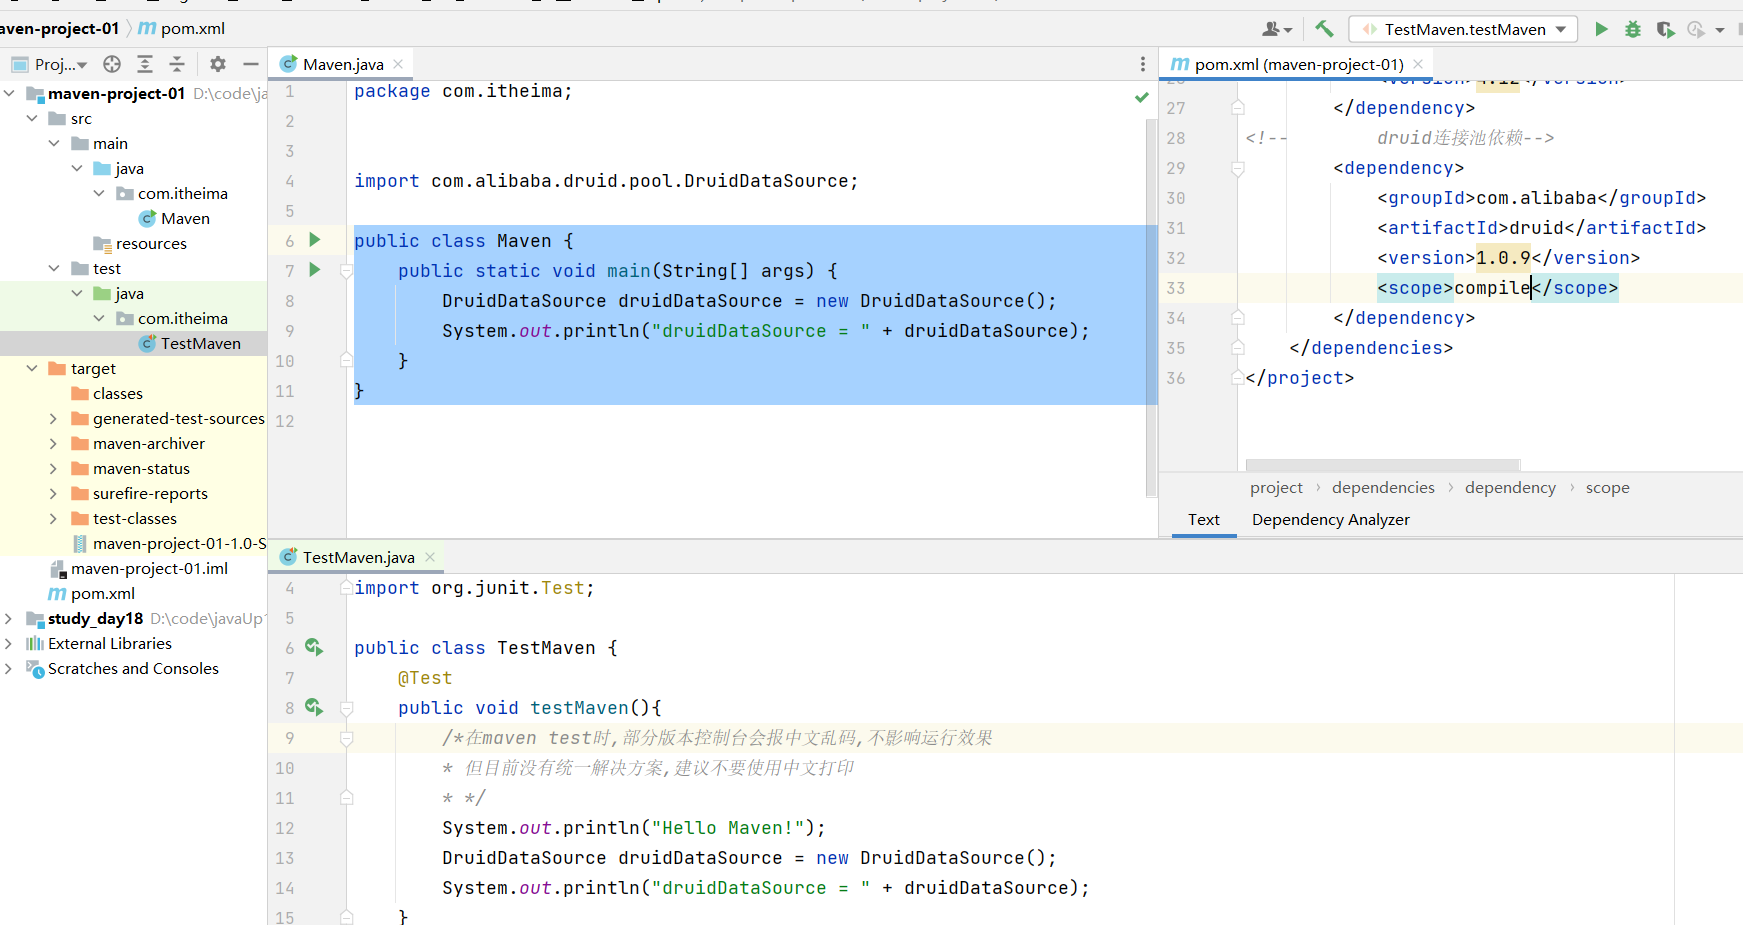 aven-project-01 pom.xml
TestMaven.testMaven
Proj...
maven-project-01 D:\code\ja
src
main
java
com.itheima
Maven
resources
test
java
com.itheima
TestMaven
target
classes
generated-test-sources
maven-archiver
maven-status
surefire-reports
test-classes
maven-project-01-1.0-S
maven-project-01.iml
pom.xml
study_day18 D:\code\javaUp1
External Libraries
Scratches and Consoles
Maven.java
1 package com.itheima;
2
3
4 import com.alibaba.druid.pool.DruidDataSource;
5
6 public class Maven {
7 public static void main(String[] args) {
8 DruidDataSource druidDataSource = new DruidDataSource();
9 System.out.println("druidDataSource = " + druidDataSource);
10 }
11 }
12
pom.xml (maven-project-01)
26 <version>4.12</version>
27 </dependency>
28 <!-- druid连接池依赖-->
29 <dependency>
30 <groupId>com.alibaba</groupId>
31 <artifactId>druid</artifactId>
32 <version>1.0.9</version>
33 <scope>compile</scope>
34 </dependency>
35 </dependencies>
36 </project>
project › dependencies › dependency › scope
Text Dependency Analyzer
TestMaven.java
4 import org.junit.Test;
5
6 public class TestMaven {
7 @Test
8 public void testMaven(){
9 /*在maven test时,部分版本控制台会报中文乱码,不影响运行效果
10 * 但目前没有统一解决方案,建议不要使用中文打印
11 * */
12 System.out.println("Hello Maven!");
13 DruidDataSource druidDataSource = new DruidDataSource();
14 System.out.println("druidDataSource = " + druidDataSource);
15 }